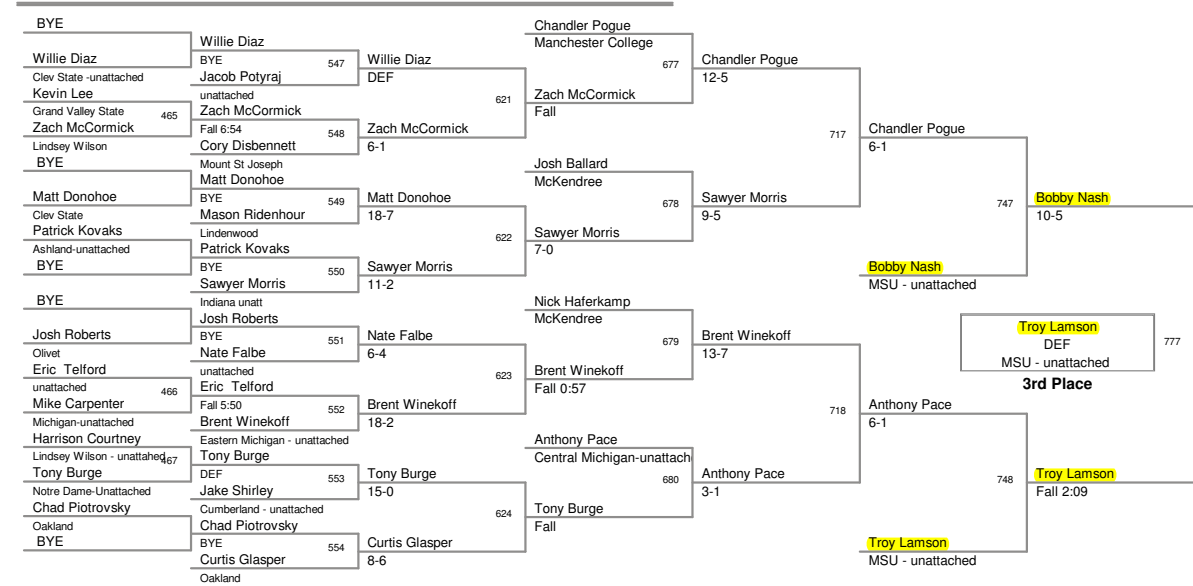 BYE
Willie Diaz
Clev State -unattached
Kevin Lee
Grand Valley State
465
Zach McCormick
Lindsey Wilson
BYE
Matt Donohoe
Clev State
Patrick Kovaks
Ashland-unattached
BYE
BYE
Josh Roberts
Olivet
Eric Telford
unattached
466
Mike Carpenter
Michigan-unattached
Harrison Courtney
Lindsey Wilson - unattahed
467
Tony Burge
Notre Dame-Unattached
Chad Piotrovsky
Oakland
BYE
Willie Diaz
BYE
547
Jacob Potyraj
unattached
Zach McCormick
Fall 6:54
548
Cory Disbennett
Mount St Joseph
Matt Donohoe
BYE
549
Mason Ridenhour
Lindenwood
Patrick Kovaks
BYE
550
Sawyer Morris
Indiana unatt
Josh Roberts
BYE
551
Nate Falbe
unattached
Eric Telford
Fall 5:50
552
Brent Winekoff
Eastern Michigan - unattached
Tony Burge
DEF
553
Jake Shirley
Cumberland - unattached
Chad Piotrovsky
BYE
554
Curtis Glasper
Oakland
Willie Diaz
DEF
621
Zach McCormick
6-1
Matt Donohoe
18-7
622
Sawyer Morris
11-2
Nate Falbe
6-4
623
Brent Winekoff
18-2
Tony Burge
15-0
624
Curtis Glasper
8-6
Chandler Pogue
Manchester College
677
Zach McCormick
Fall
Josh Ballard
McKendree
678
Sawyer Morris
7-0
Nick Haferkamp
McKendree
679
Brent Winekoff
Fall 0:57
Anthony Pace
Central Michigan-unattach
680
Tony Burge
Fall
Chandler Pogue
12-5
717
Sawyer Morris
9-5
Brent Winekoff
13-7
718
Anthony Pace
3-1
Chandler Pogue
6-1
747
Bobby Nash
MSU - unattached
Anthony Pace
6-1
748
Troy Lamson
MSU - unattached
Bobby Nash
10-5
Troy Lamson
DEF
777
MSU - unattached
3rd Place
Troy Lamson
Fall 2:09